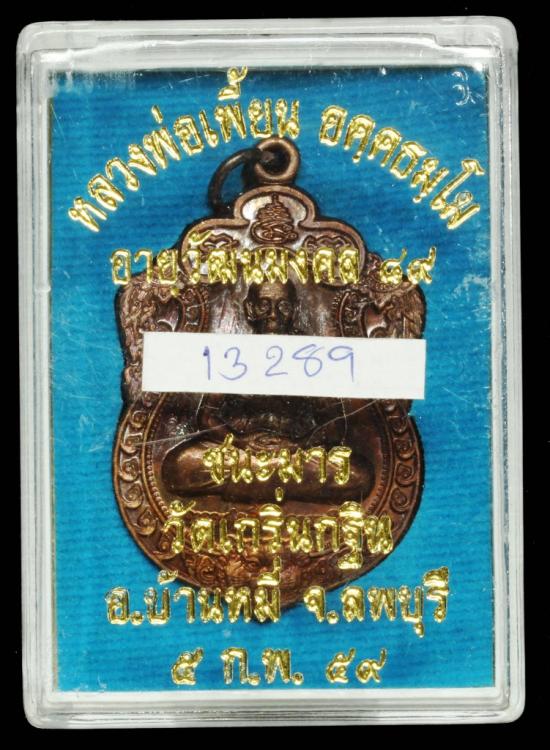 หลวงพ่อเพี้ยน อคฺคธมฺโม
อายุวัฒนมงคล ๘๙
13289
ชนะมาร
วัดเกริ่นกฐิน
อ.บ้านหมี่ จ.ลพบุรี
๕ ก.พ. ๕๙